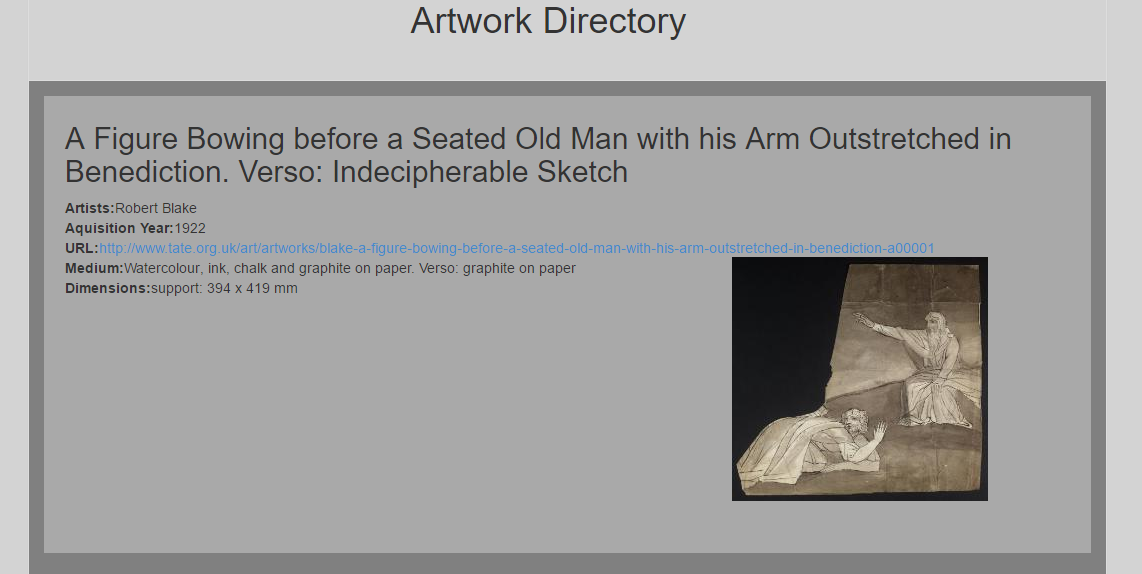 Artwork Directory
A Figure Bowing before a Seated Old Man with his Arm Outstretched in
Benediction. Verso: Indecipherable Sketch
Artists:Robert Blake
Aquisition Year:1922
URL:http://www.tate.org.uk/art/artworks/blake-a-figure-bowing-before-a-seated-old-man-with-his-arm-outstretched-in-benediction-a00001
Medium:Watercolour, ink, chalk and graphite on paper. Verso: graphite on paper
Dimensions:support: 394 x 419 mm